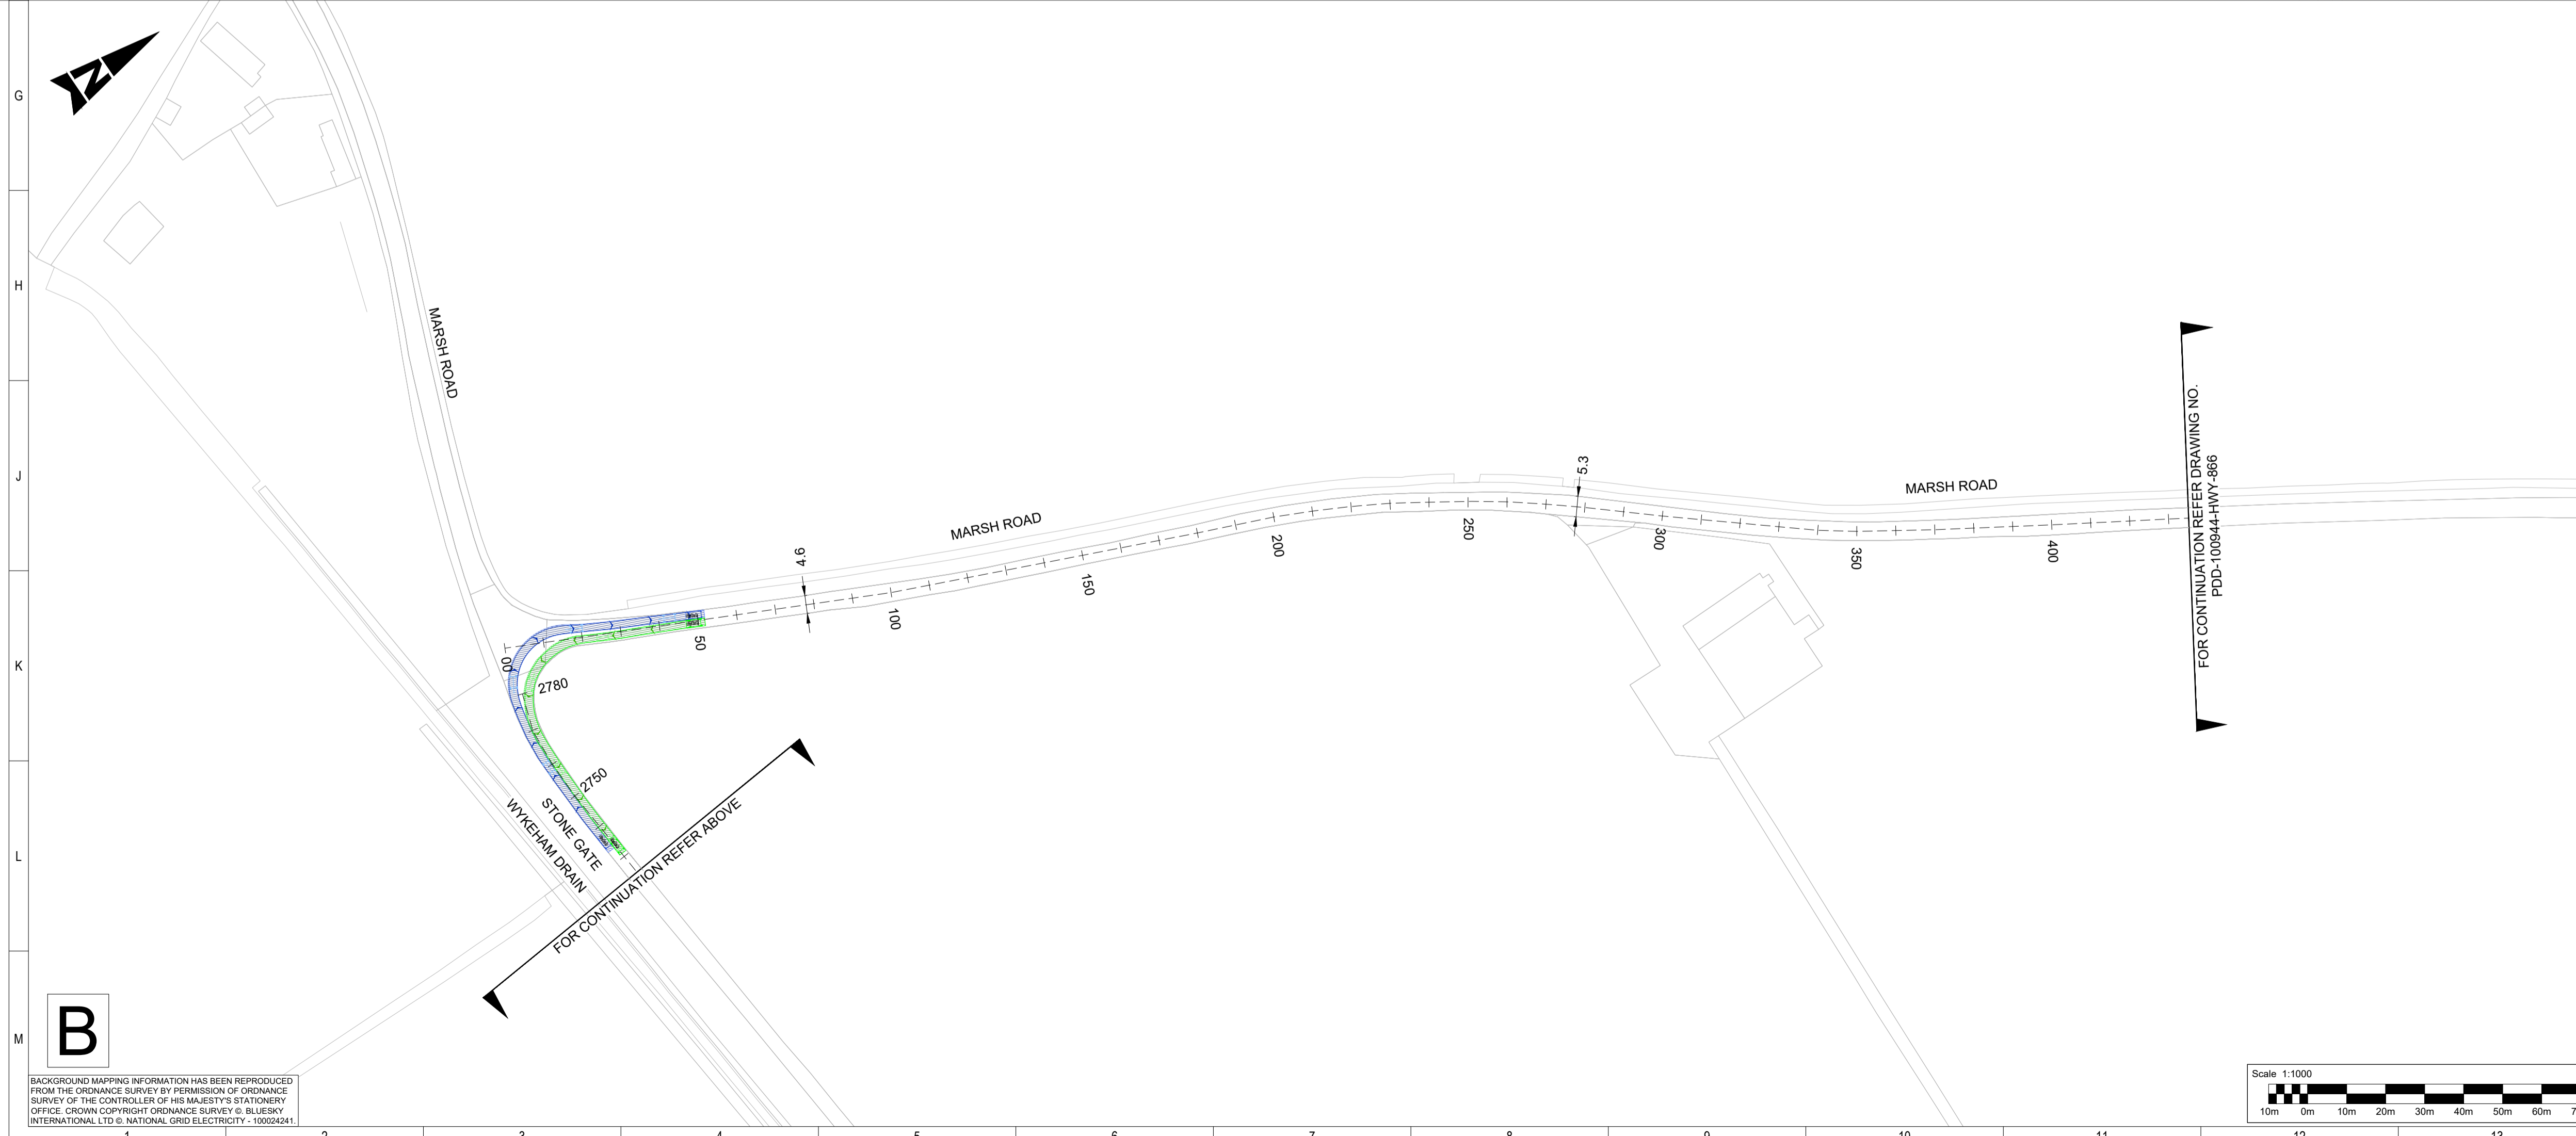 G
H
J
K
L
M
N
MARSH ROAD
MARSH ROAD
MARSH ROAD
4.6
5.3
00
50
100
150
200
250
300
350
400
2780
2750
STONE GATE
WYKEHAM DRAIN
FOR CONTINUATION REFER ABOVE
FOR CONTINUATION REFER DRAWING NO.
PDD-100944-HWY-866
B
BACKGROUND MAPPING INFORMATION HAS BEEN REPRODUCED
FROM THE ORDNANCE SURVEY BY PERMISSION OF ORDNANCE
SURVEY OF THE CONTROLLER OF HIS MAJESTY'S STATIONERY
OFFICE. CROWN COPYRIGHT ORDNANCE SURVEY ©. BLUESKY
INTERNATIONAL LTD ©. NATIONAL GRID ELECTRICITY - 100024241.
Scale 1:1000
10m 0m 10m 20m 30m 40m 50m 60m
1 2 3 4 5 6 7 8 9 10 11 12 13